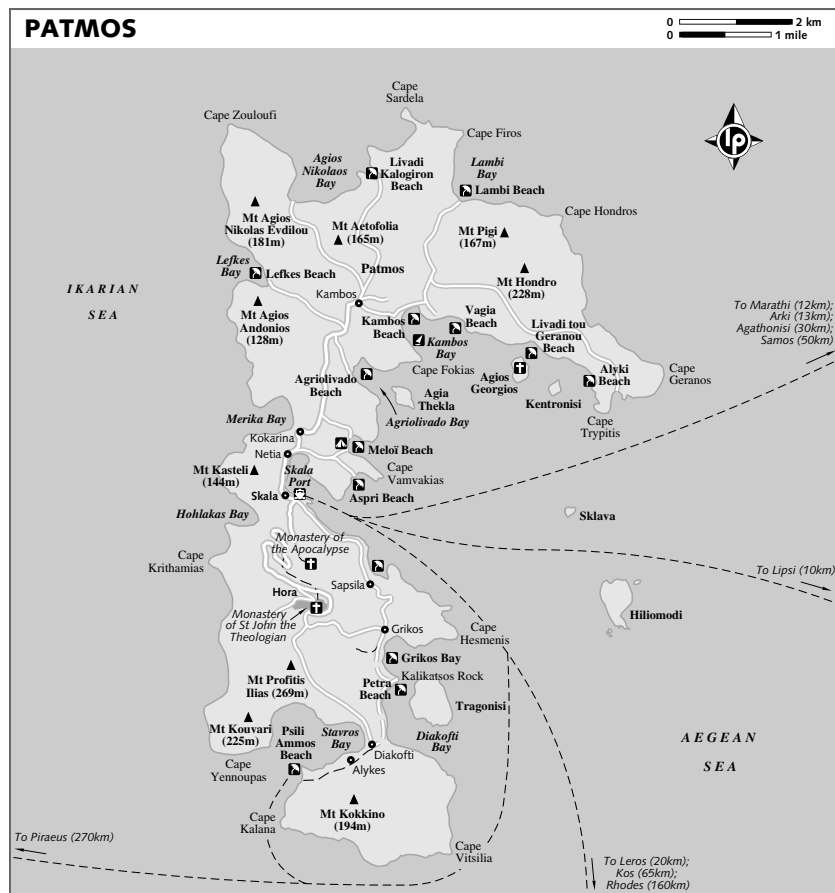 PATMOS
0 2 km
0 1 mile
Cape
Sardela
Cape Zouloufi
Cape Firos
lp
Agios
Nikolaos
Bay
Livadi
Kalogiron
Beach
Lambi
Bay
Lambi Beach
Cape Hondros
Mt Agios
Nikolas Evdilou
(181m)
Mt Aetofolia
(165m)
Mt Pigi
(167m)
Lefkes
Bay
Lefkes Beach
Patmos
Mt Hondro
(228m)
IKARIAN
SEA
Kambos
Mt Agios
Andonios
(128m)
Kambos
Beach
Vagia
Beach
Kambos
Bay
Livadi tou
Geranou
Beach
To Marathi (12km);
Arki (13km);
Agathonisi (30km);
Samos (50km)
Cape Fokias
Agriolivado
Beach
Agios
Georgios
Alyki
Beach
Cape
Geranos
Agia
Thekla
Kentronisi
Agriolivado Bay
Cape
Trypitis
Merika Bay
Kokarina
Netia
Meloï Beach
Mt Kasteli
(144m)
Skala
Port
Cape
Vamvakias
Skala
Aspri Beach
Hohlakas Bay
Sklava
Monastery of
the Apocalypse
Cape
Krithamias
To Lipsi (10km)
Sapsila
Hora
Hiliomodi
Monastery
of St John the
Theologian
Grikos
Cape
Hesmenis
Grikos Bay
Mt Profitis
Ilias (269m)
Kalikatsos Rock
Petra
Beach
Tragonisi
Mt Kouvari
(225m)
Psili
Ammos
Beach
Stavros
Bay
Diakofti
Bay
Diakofti
AEGEAN
SEA
Cape
Yennoupas
Alykes
Cape
Kalana
Mt Kokkino
(194m)
To Piraeus (270km)
Cape
Vitsilia
To Leros (20km);
Kos (65km);
Rhodes (160km)